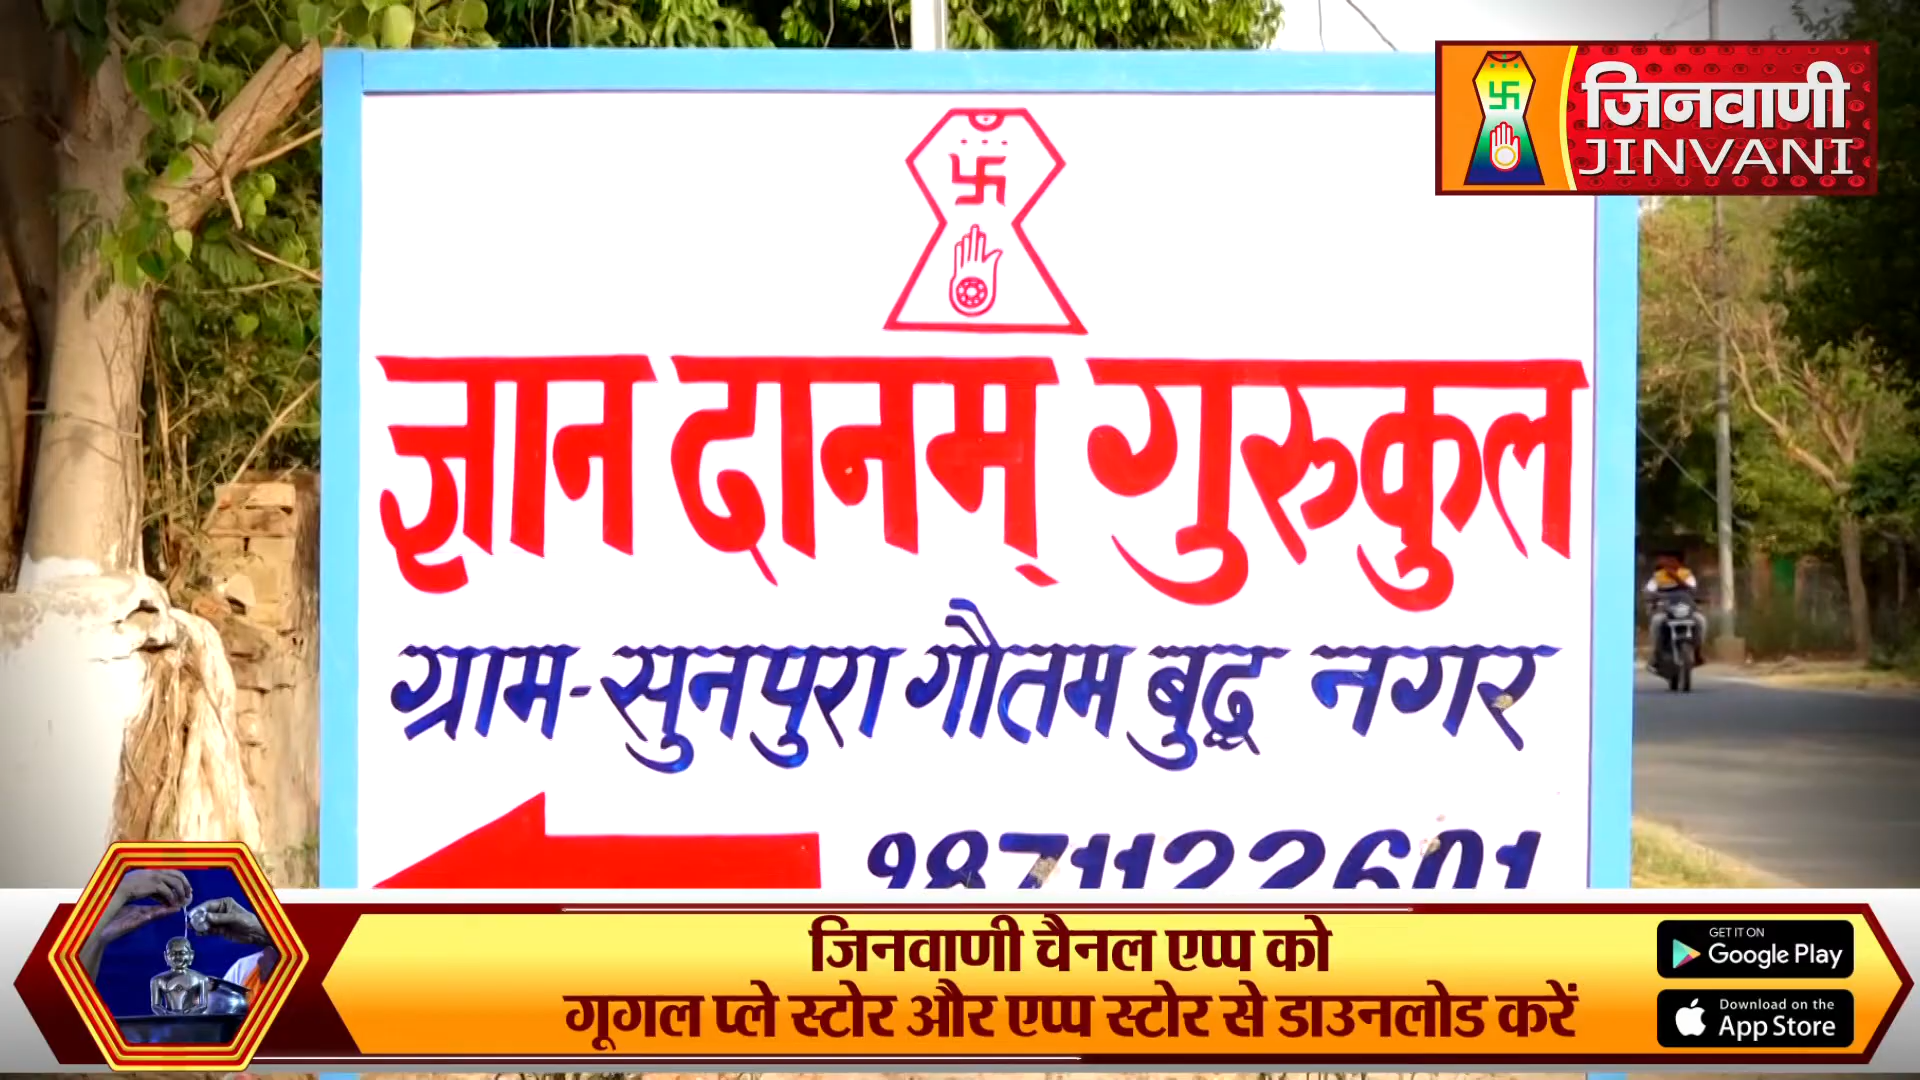 जिनवाणी
JINVANI
ज्ञान दानम् गुरुकुल
ग्राम-सुनपुरा गौतम बुद्ध नगर
9871122601
जिनवाणी चैनल एप्प को
गूगल प्ले स्टोर और एप्प स्टोर से डाउनलोड करें
GET IT ON
Google Play
Download on the
App Store